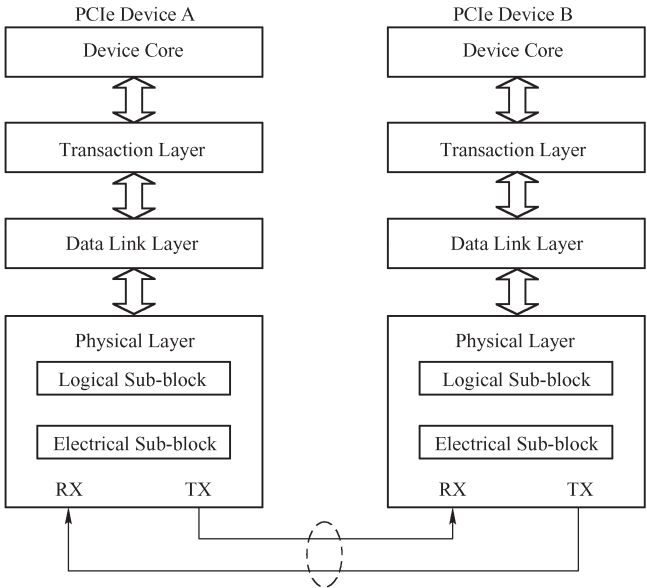 PCIe Device A
Device Core
Transaction Layer
Data Link Layer
Physical Layer
Logical Sub-block
Electrical Sub-block
RX TX
PCIe Device B
Device Core
Transaction Layer
Data Link Layer
Physical Layer
Logical Sub-block
Electrical Sub-block
RX TX